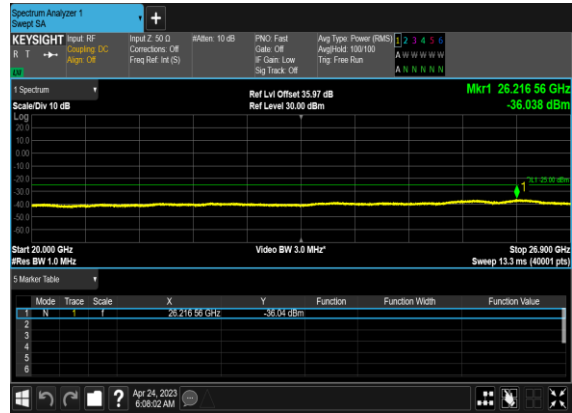 Spectrum Analyzer 1
Swept SA
+
KEYSIGHT Input: RF Input Z: 50 Ω #Atten: 10 dB PNO: Fast Avg Type: Power (RMS) 1 2 3 4 5 6
R T Coupling: DC Corrections: Off Gate: Off Avg|Hold: 100/100 A W W W W W
Align: Off Freq Ref: Int (S) IF Gain: Low Trig: Free Run
LW Sig Track: Off A N N N N N
1 Spectrum Ref Lvl Offset 35.97 dB Mkr1 26.216 56 GHz
Scale/Div 10 dB Ref Level 30.00 dBm -36.038 dBm
Log
20.0
10.0
0.00
-10.0
-20.0
DL1 -25.00 dBm
1
-30.0
-40.0
-50.0
-60.0
Start 20.000 GHz Video BW 3.0 MHz* Stop 26.900 GHz
#Res BW 1.0 MHz Sweep 13.3 ms (40001 pts)
5 Marker Table
Mode Trace Scale X Y Function Function Width Function Value
1 N 1 f 26.216 56 GHz -36.04 dBm
2
3
4
5
6
? Apr 24, 2023
6:08:02 AM